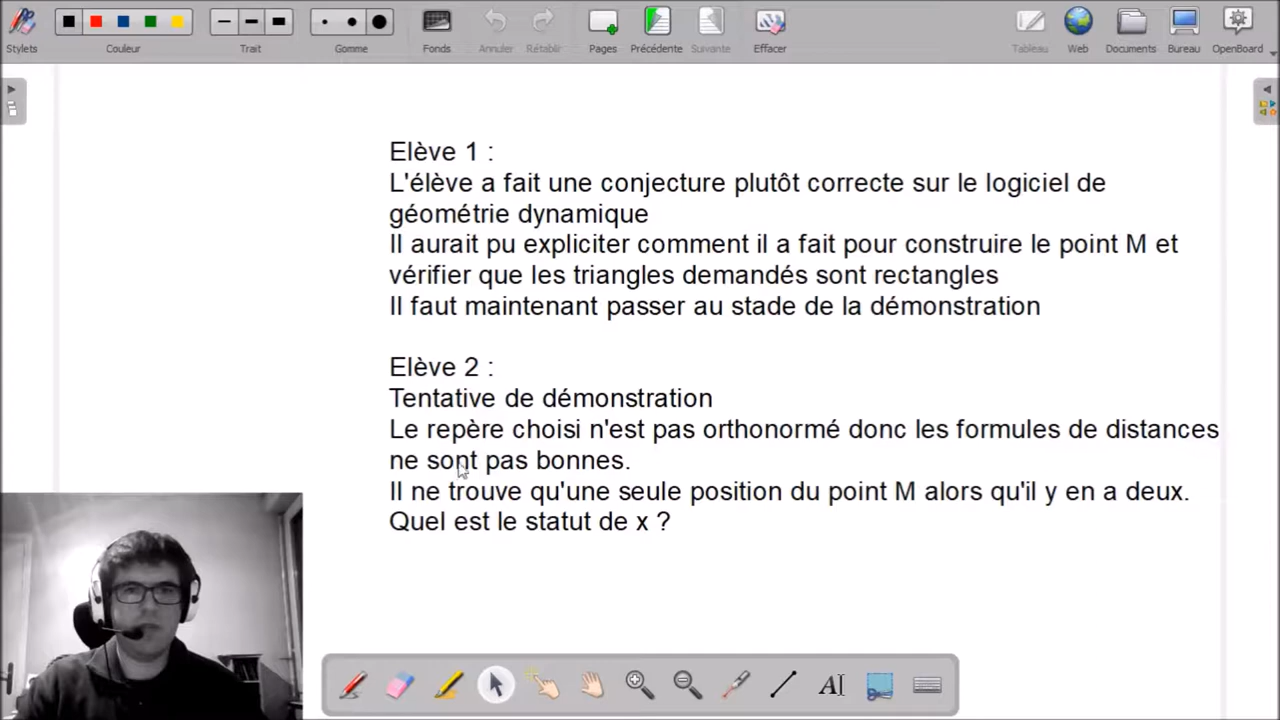 Stylets
Couleur
Trait
Gomme
Fonds
Annuler
Rétablir
Pages
Précédente
Suivante
Effacer
Tableau
Web
Documents
Bureau
OpenBoard
Elève 1 :
L'élève a fait une conjecture plutôt correcte sur le logiciel de
géométrie dynamique
Il aurait pu expliciter comment il a fait pour construire le point M et
vérifier que les triangles demandés sont rectangles
Il faut maintenant passer au stade de la démonstration
Elève 2 :
Tentative de démonstration
Le repère choisi n'est pas orthonormé donc les formules de distances
ne sont pas bonnes.
Il ne trouve qu'une seule position du point M alors qu'il y en a deux.
Quel est le statut de x ?
AI